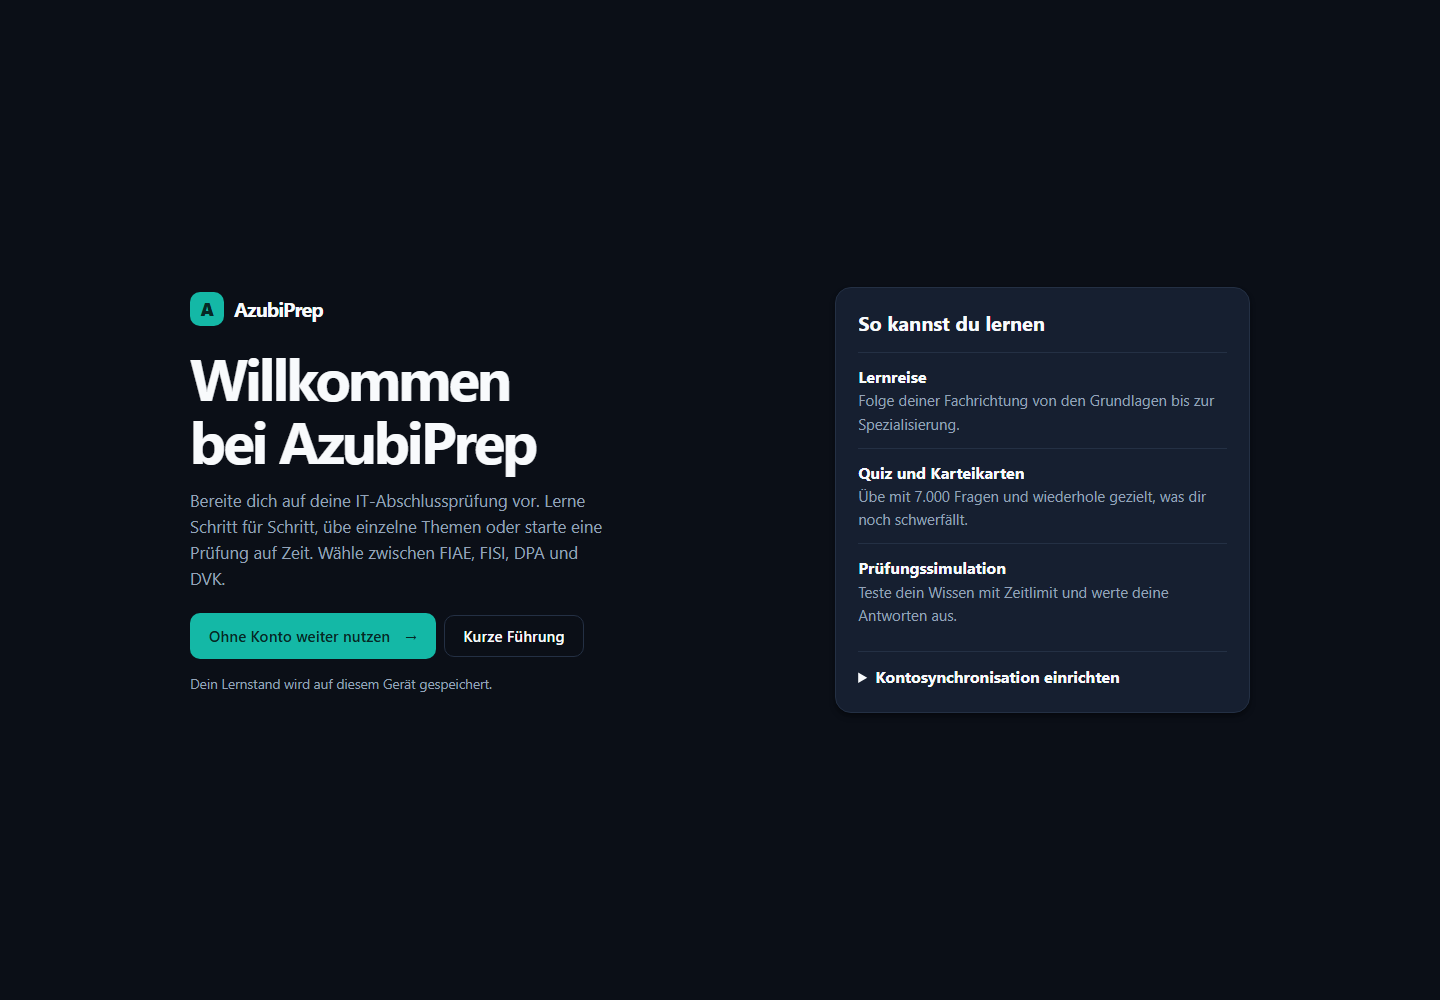 A AzubiPrep
Willkommen
bei AzubiPrep
Bereite dich auf deine IT-Abschlussprüfung vor. Lerne
Schritt für Schritt, übe einzelne Themen oder starte eine
Prüfung auf Zeit. Wähle zwischen FIAE, FISI, DPA und
DVK.
Ohne Konto weiter nutzen →
Kurze Führung
Dein Lernstand wird auf diesem Gerät gespeichert.
So kannst du lernen
Lernreise
Folge deiner Fachrichtung von den Grundlagen bis zur
Spezialisierung.
Quiz und Karteikarten
Übe mit 7.000 Fragen und wiederhole gezielt, was dir
noch schwerfällt.
Prüfungssimulation
Teste dein Wissen mit Zeitlimit und werte deine
Antworten aus.
Kontosynchronisation einrichten